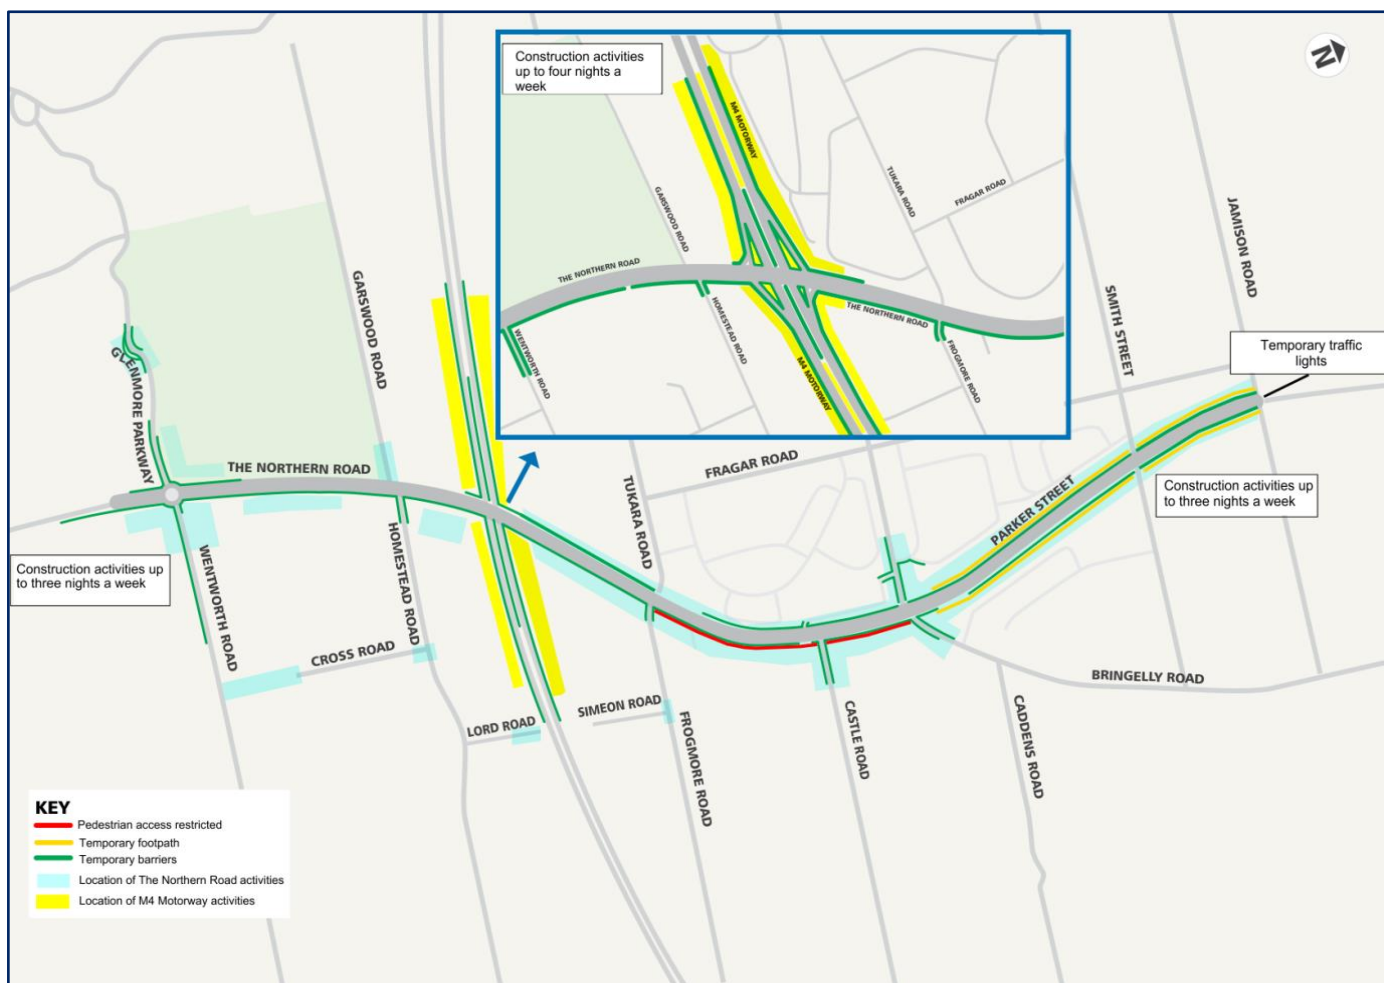 Construction activities
up to four nights a
week
N
M4 MOTORWAY
GARSWOOD ROAD
TUKARA ROAD
FRAGAR ROAD
THE NORTHERN ROAD
HOMESTEAD ROAD
THE NORTHERN ROAD
WENTWORTH ROAD
FROGMORE ROAD
M4 MOTORWAY
JAMISON ROAD
SMITH STREET
GARSWOOD ROAD
Temporary traffic
lights
GLENMORE PARKWAY
THE NORTHERN ROAD
FRAGAR ROAD
TUKARA ROAD
PARKER STREET
Construction activities up
to three nights a week
Construction activities up
to three nights a week
WENTWORTH ROAD
HOMESTEAD ROAD
CROSS ROAD
BRINGELLY ROAD
SIMEON ROAD
LORD ROAD
FROGMORE ROAD
CASTLE ROAD
CADDENS ROAD
KEY
Pedestrian access restricted
Temporary footpath
Temporary barriers
Location of The Northern Road activities
Location of M4 Motorway activities